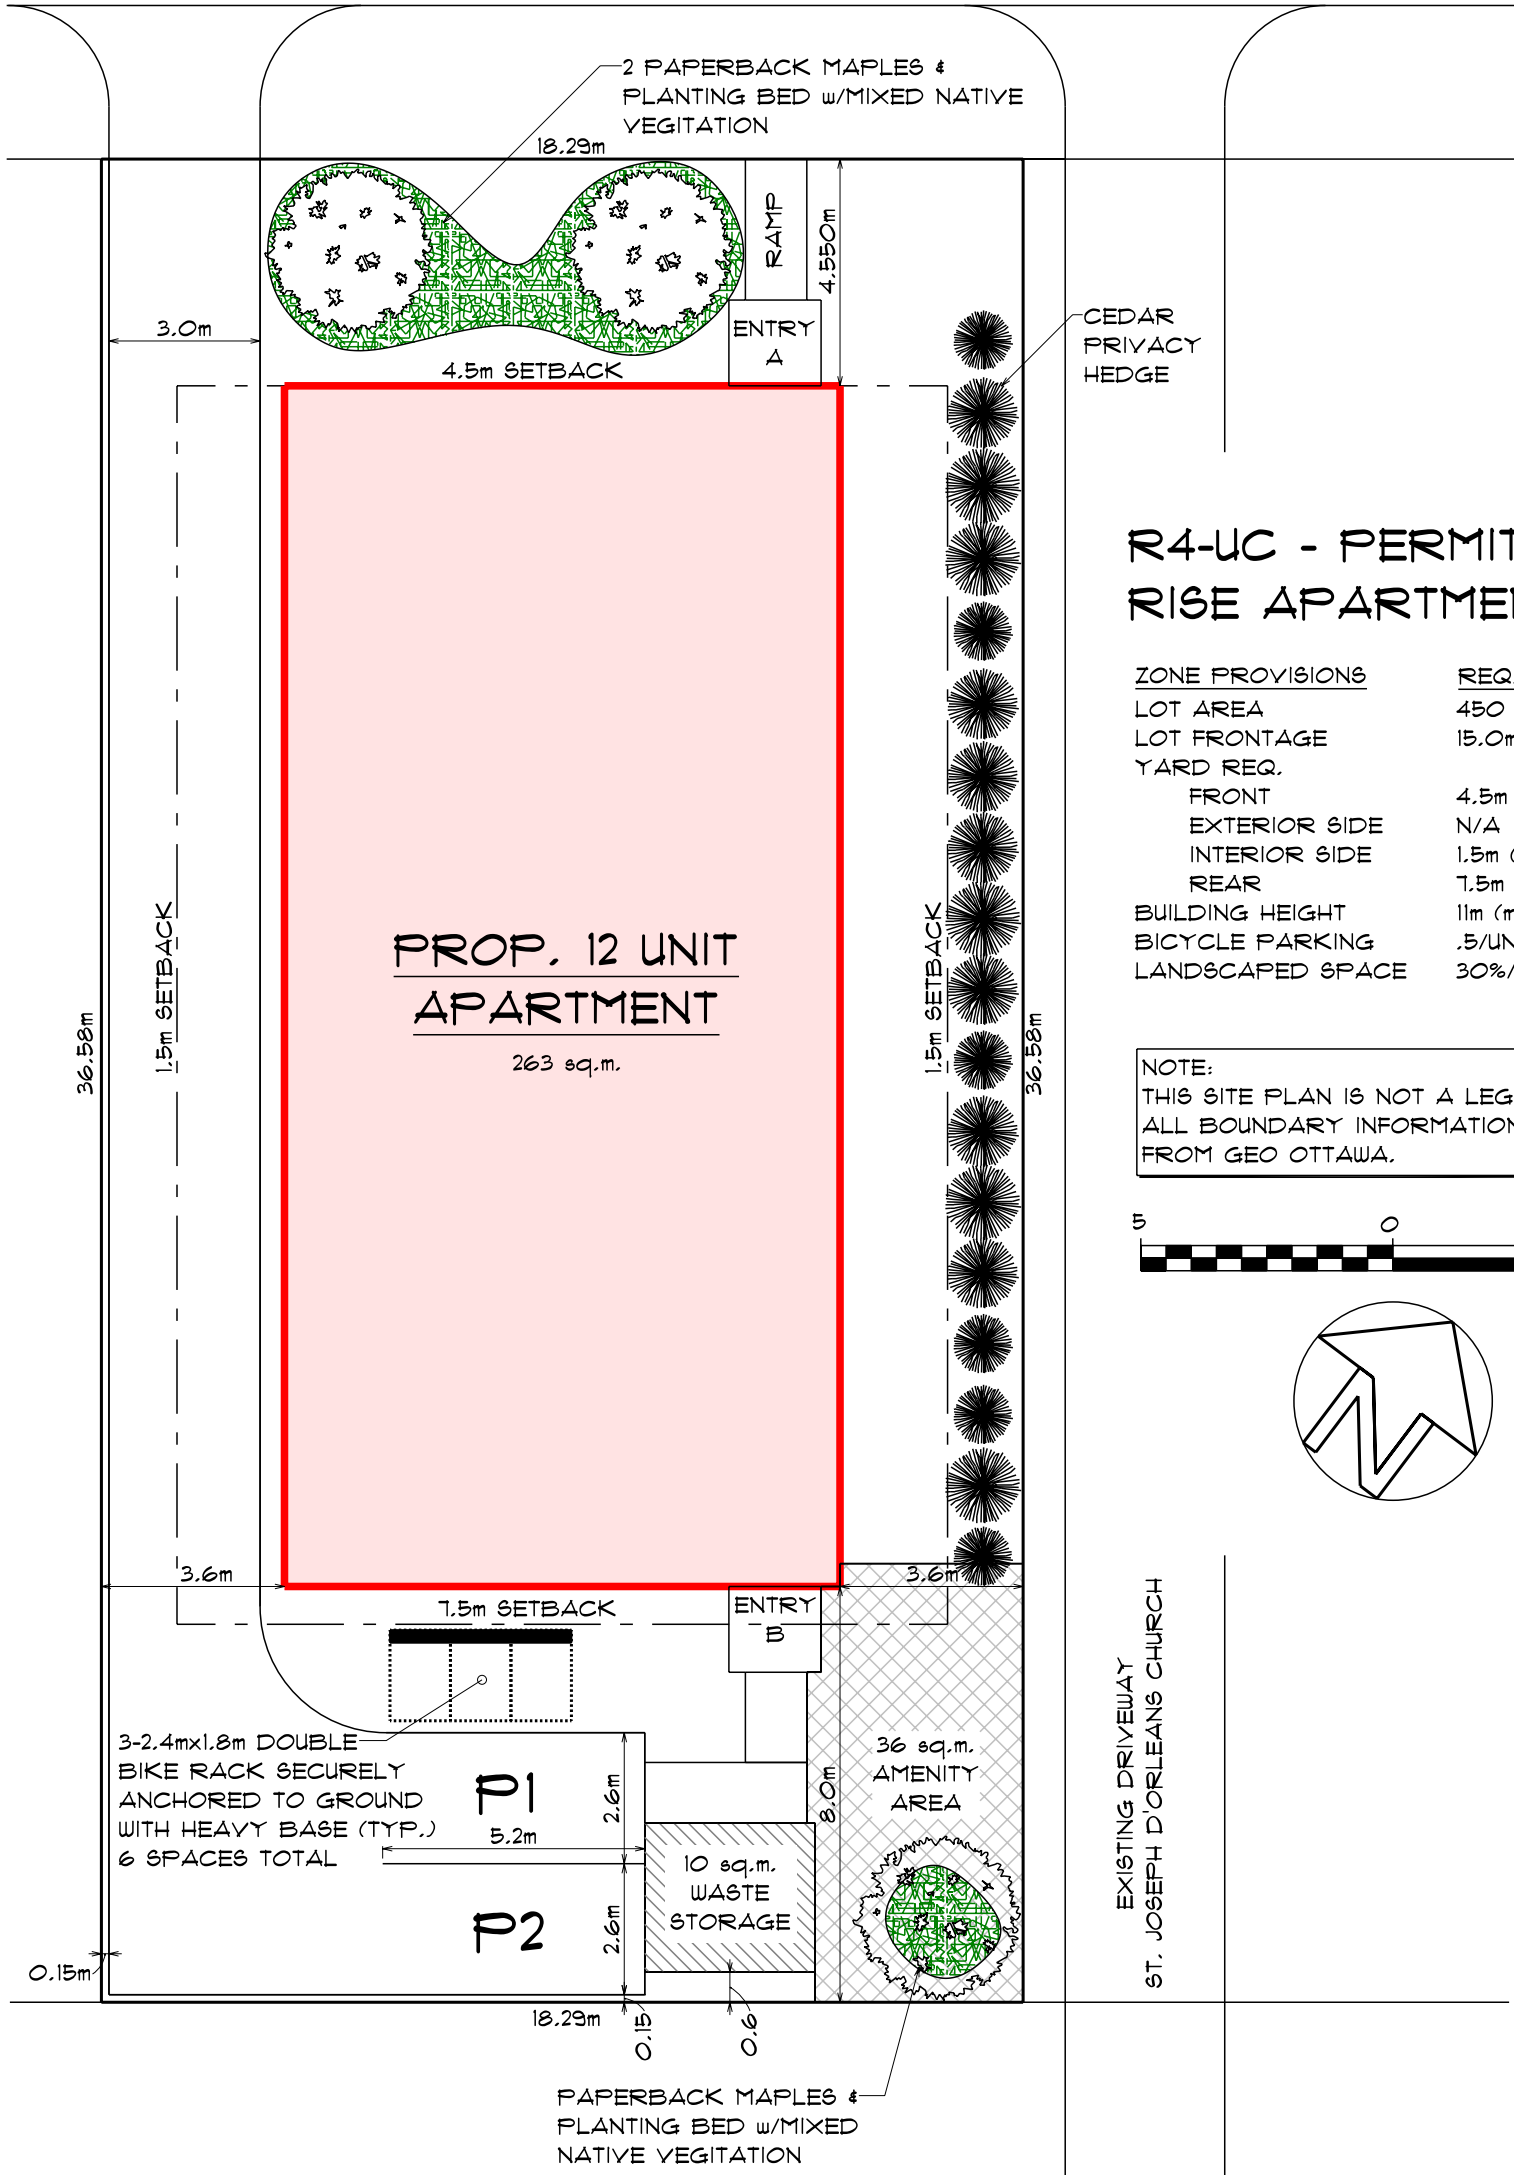 2 PAPERBACK MAPLES &
PLANTING BED w/MIXED NATIVE
VEGITATION
18.29m
RAMP
4.550m
ENTRY
A
3.0m
4.5m SETBACK
CEDAR
PRIVACY
HEDGE
R4-UC - PERMIT
RISE APARTME
ZONE PROVISIONS REQ.
LOT AREA 450
LOT FRONTAGE 15.0m
YARD REQ.
FRONT 4.5m
EXTERIOR SIDE N/A
INTERIOR SIDE 1.5m (
REAR 7.5m
BUILDING HEIGHT 11m (m
BICYCLE PARKING .5/UN
LANDSCAPED SPACE 30%/
PROP. 12 UNIT
APARTMENT
263 sq.m.
1.5m SETBACK
1.5m SETBACK
36.58m
36.58m
NOTE:
THIS SITE PLAN IS NOT A LEG
ALL BOUNDARY INFORMATION
FROM GEO OTTAWA.
5 0
N
3.6m
3.6m
7.5m SETBACK
ENTRY
B
3-2.4mx1.8m DOUBLE
BIKE RACK SECURELY
ANCHORED TO GROUND
WITH HEAVY BASE (TYP.)
6 SPACES TOTAL
P1
2.6m
5.2m
P2
2.6m
10 sq.m.
WASTE
STORAGE
8.0m
36 sq.m.
AMENITY
AREA
EXISTING DRIVEWAY
ST. JOSEPH D'ORLEANS CHURCH
0.15m
18.29m
0.15
0.6
PAPERBACK MAPLES &
PLANTING BED w/MIXED
NATIVE VEGITATION